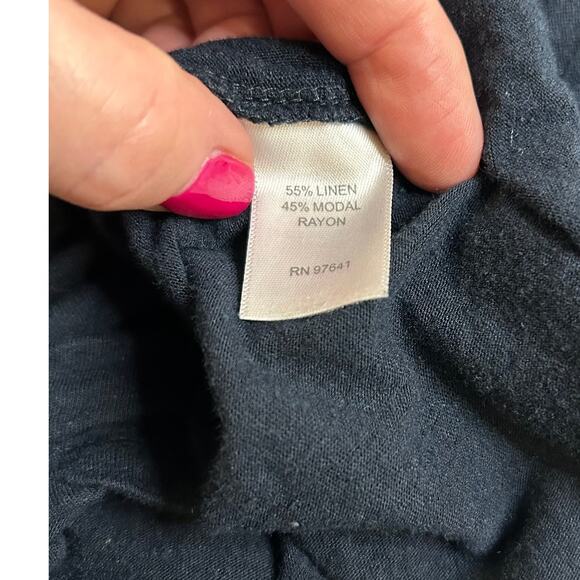 55% LINEN
45% MODAL
RAYON
RN 97641